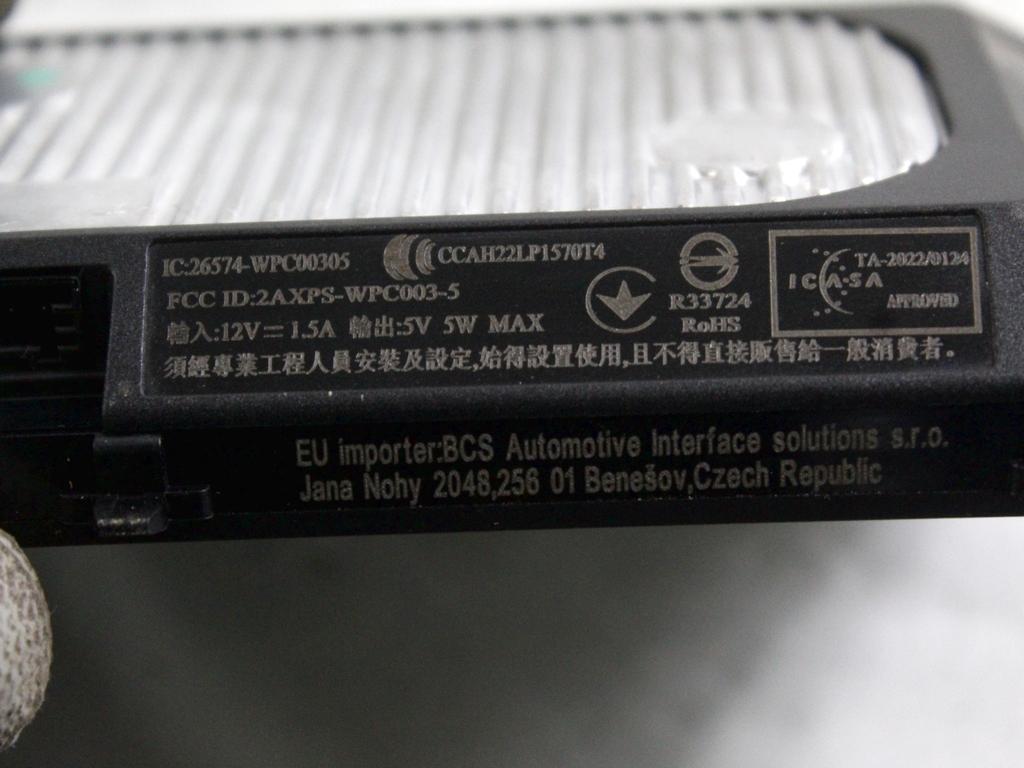 IC:26574-WPC00305
CCAH22LP1570T4
FCC ID:2AXPS-WPC003-5
輸入:12V⎓1.5A 輸出:5V 5W MAX
R33724
RoHS
TA-2022/0124
ICASA
APPROVED
須經專業工程人員安裝及設定,始得設置使用,且不得直接販售給一般消費者。
EU importer:BCS Automotive Interface solutions s.r.o.
Jana Nohy 2048,256 01 Benešov,Czech Republic